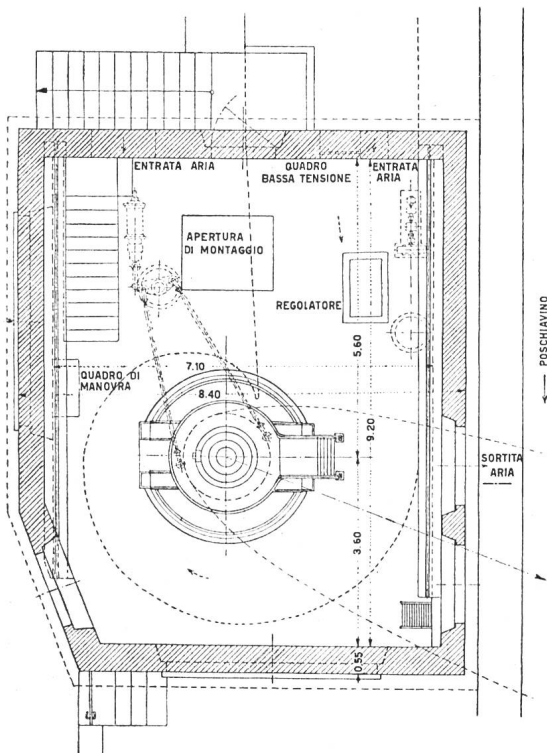 ENTRATA ARIA
QUADRO
BASSA TENSIONE
ENTRATA
ARIA
APERTURA
DI MONTAGGIO
REGOLATORE
5.60
7.10
QUADRO DI
MANOVRA
8.40
9.20
POSCHIAVINO
SORTITA
ARIA
3.60
0.55